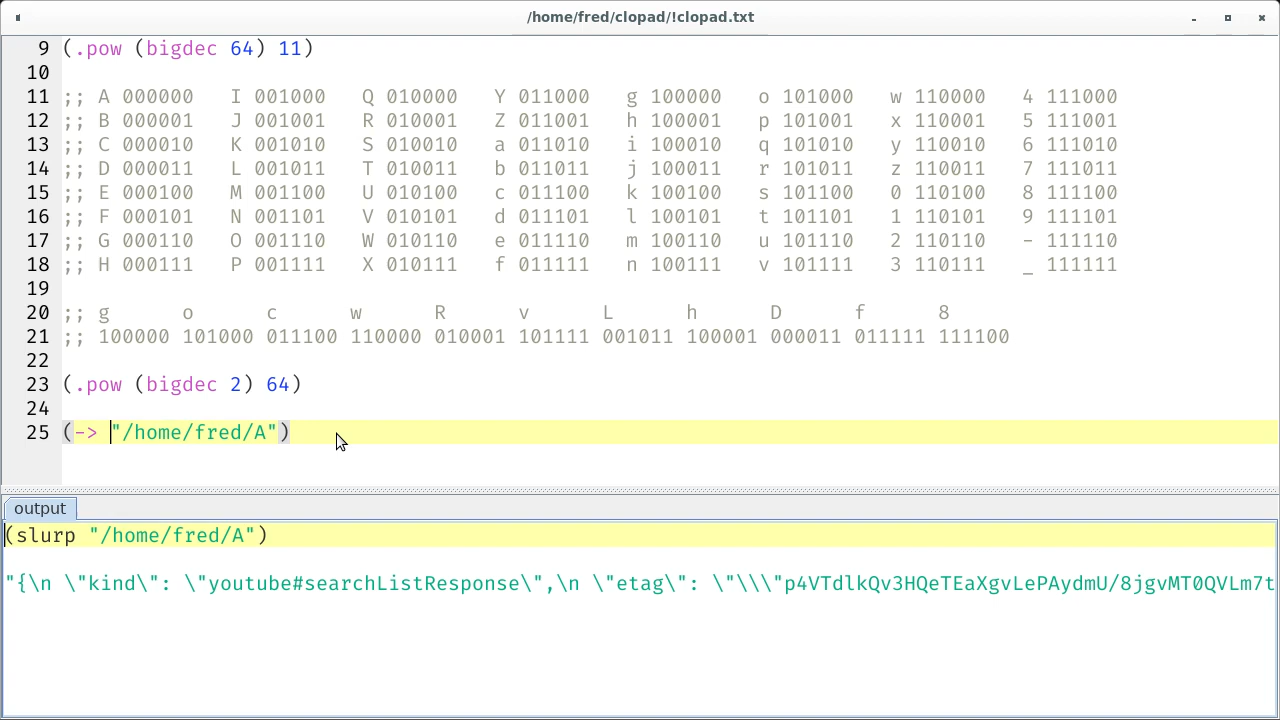 /home/fred/clopad/!clopad.txt
9 (.pow (bigdec 64) 11)
10
11 ;; A 000000 I 001000 Q 010000 Y 011000 g 100000 o 101000 w 110000 4 111000
12 ;; B 000001 J 001001 R 010001 Z 011001 h 100001 p 101001 x 110001 5 111001
13 ;; C 000010 K 001010 S 010010 a 011010 i 100010 q 101010 y 110010 6 111010
14 ;; D 000011 L 001011 T 010011 b 011011 j 100011 r 101011 z 110011 7 111011
15 ;; E 000100 M 001100 U 010100 c 011100 k 100100 s 101100 0 110100 8 111100
16 ;; F 000101 N 001101 V 010101 d 011101 l 100101 t 101101 1 110101 9 111101
17 ;; G 000110 O 001110 W 010110 e 011110 m 100110 u 101110 2 110110 - 111110
18 ;; H 000111 P 001111 X 010111 f 011111 n 100111 v 101111 3 110111 _ 111111
19
20 ;; g o c w R v L h D f 8
21 ;; 100000 101000 011100 110000 010001 101111 001011 100001 000011 011111 111100
22
23 (.pow (bigdec 2) 64)
24
25 (-> "/home/fred/A")
output
(slurp "/home/fred/A")
"{\n \"kind\": \"youtube#searchListResponse\",\n \"etag\": \"\\\"p4VTdlkQv3HQeTEaXgvLePAydmU/8jgvMT0QVLm7t